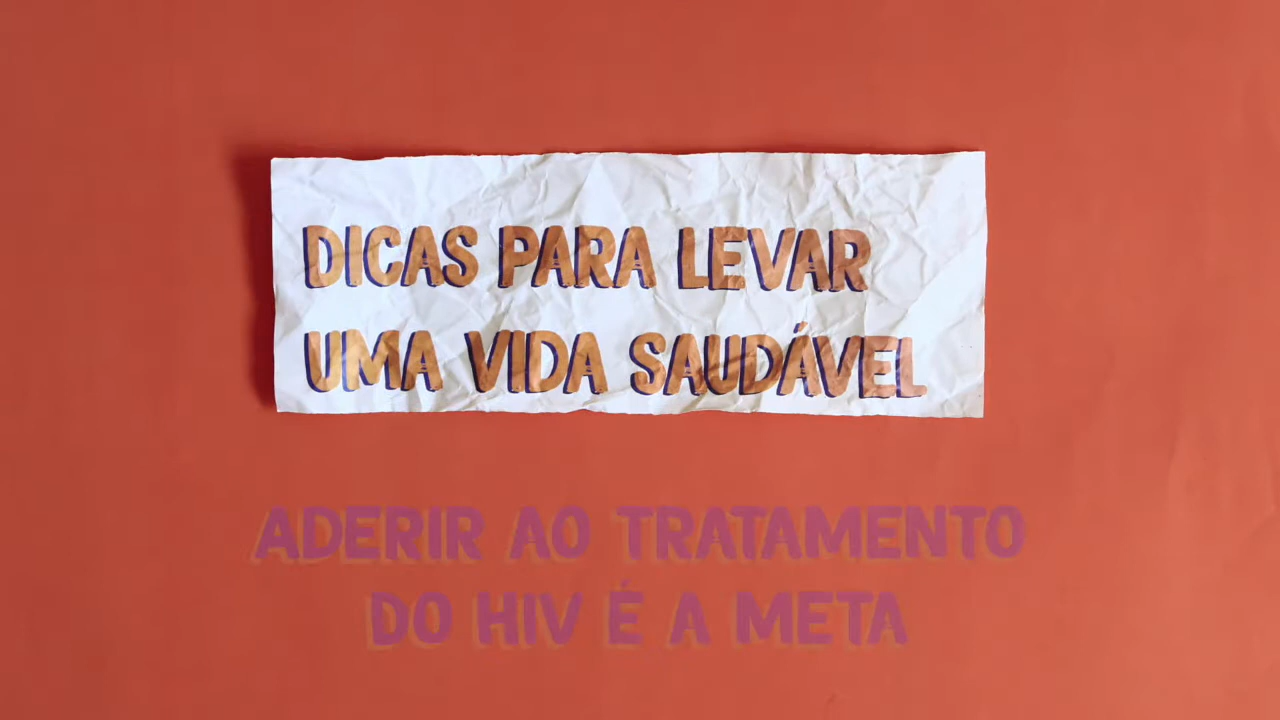 DICAS PARA LEVAR
UMA VIDA SAUDÁVEL
ADERIR AO TRATAMENTO
DO HIV É A META